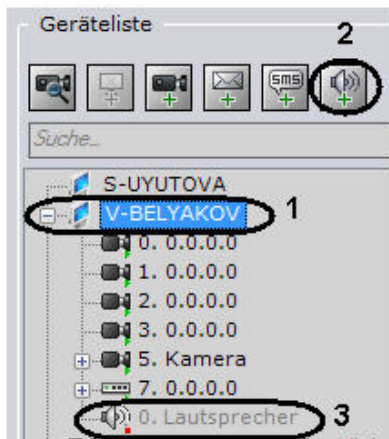 Geräteliste
2
SMS
Suche...
S-UYUTOVA
V-BELYAKOV 1
0. 0.0.0.0
1. 0.0.0.0
2. 0.0.0.0
3. 0.0.0.0
5. Kamera
7. 0.0.0.0
0. Lautsprecher 3